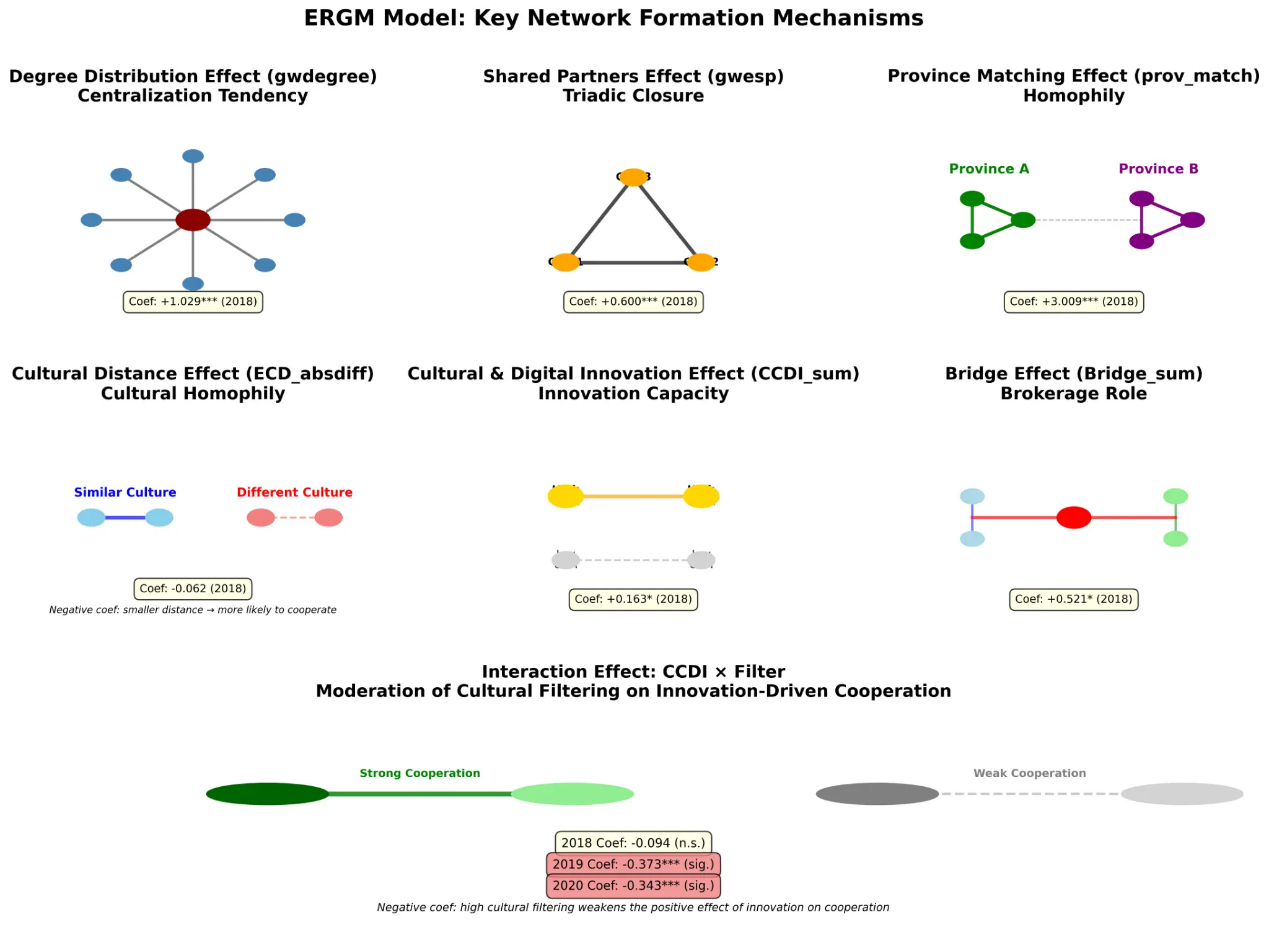 ERGM Model: Key Network Formation Mechanisms
Degree Distribution Effect (gwdegree)
Centralization Tendency
Coef: +1.029*** (2018)
Shared Partners Effect (gwesp)
Triadic Closure
Coef: +0.600*** (2018)
Province Matching Effect (prov_match)
Homophily
Province A
Province B
Coef: +3.009*** (2018)
Cultural Distance Effect (ECD_absdiff)
Cultural Homophily
Similar Culture
Different Culture
Coef: -0.062 (2018)
Negative coef: smaller distance → more likely to cooperate
Cultural & Digital Innovation Effect (CCDI_sum)
Innovation Capacity
Coef: +0.163* (2018)
Bridge Effect (Bridge_sum)
Brokerage Role
Coef: +0.521* (2018)
Interaction Effect: CCDI × Filter
Moderation of Cultural Filtering on Innovation-Driven Cooperation
Strong Cooperation
Weak Cooperation
2018 Coef: -0.094 (n.s.)
2019 Coef: -0.373*** (sig.)
2020 Coef: -0.343*** (sig.)
Negative coef: high cultural filtering weakens the positive effect of innovation on cooperation